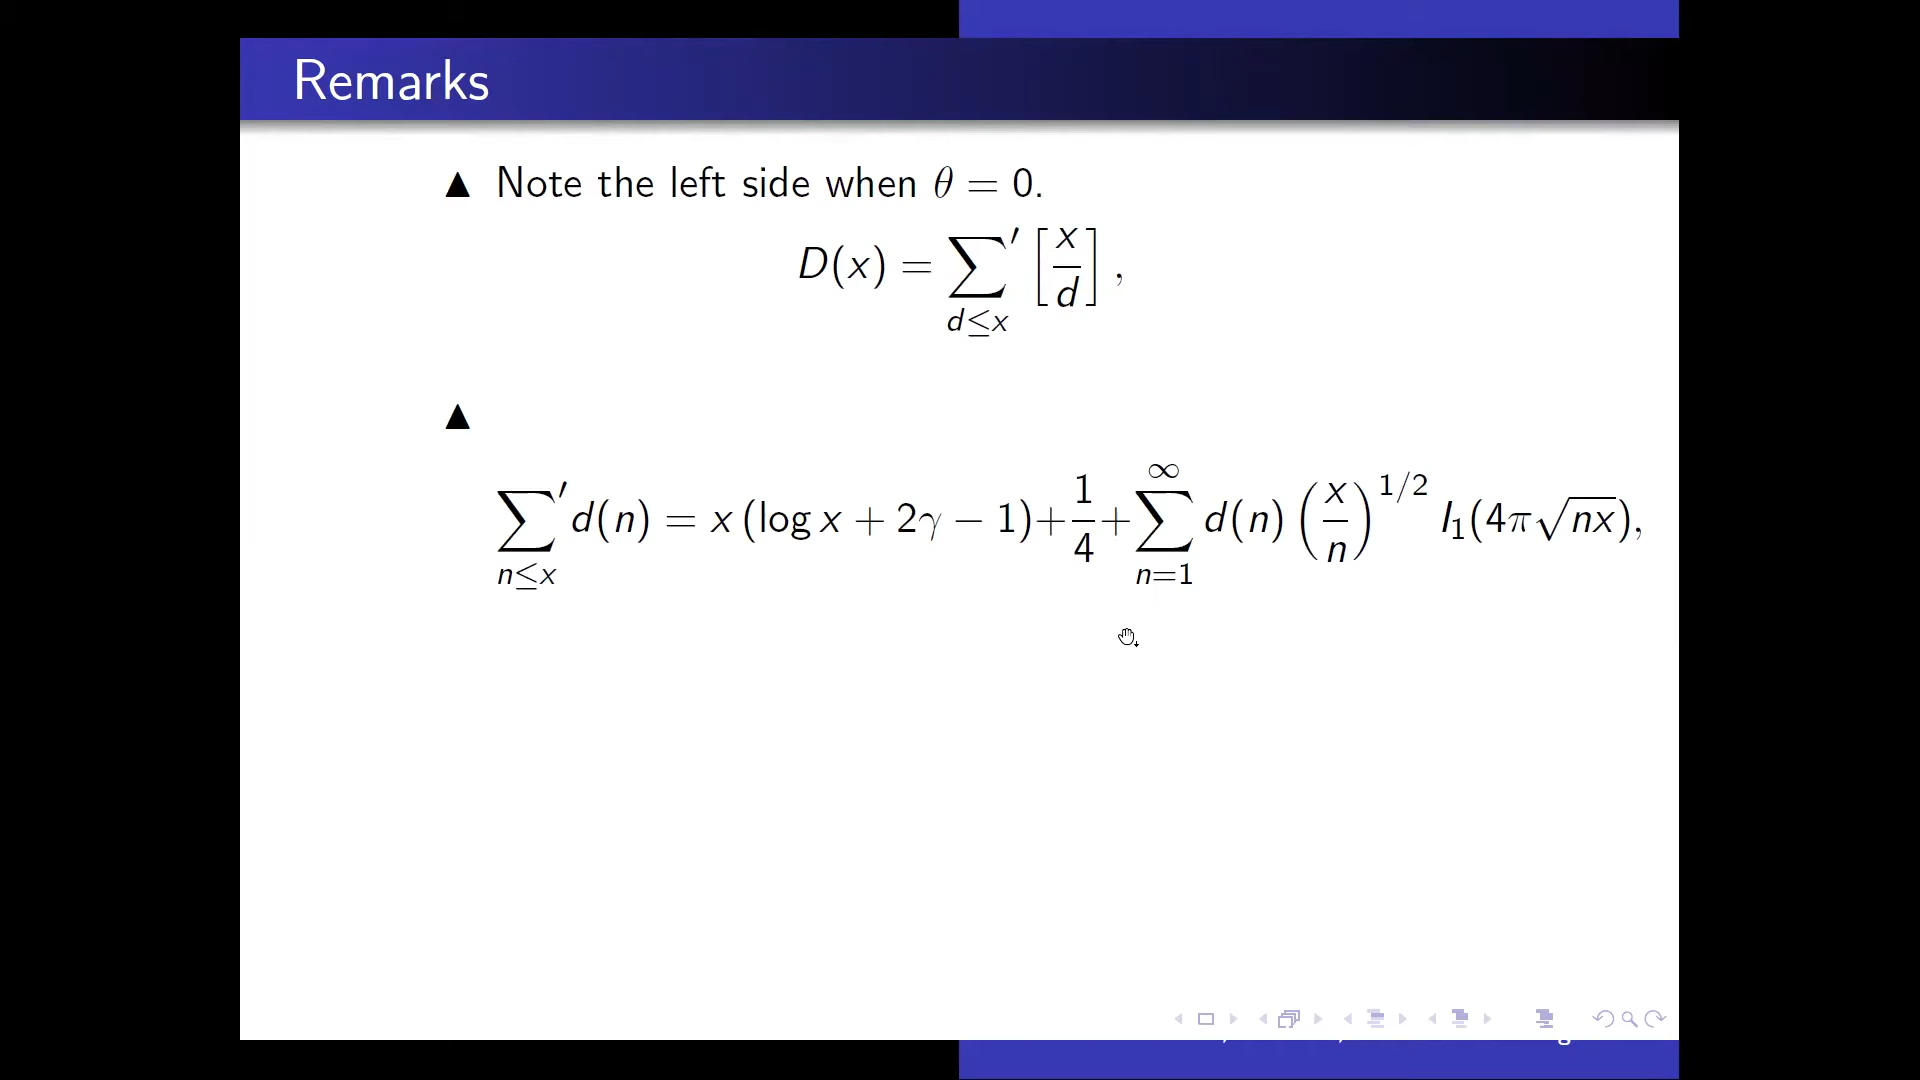 Remarks
▲ Note the left side when θ = 0.
D(x) = ∑′_{d≤x} [x/d],
▲
∑′_{n≤x} d(n) = x (log x + 2γ − 1) + 1/4 + ∑_{n=1}^{∞} d(n) (x/n)^{1/2} I₁(4π√(nx)),